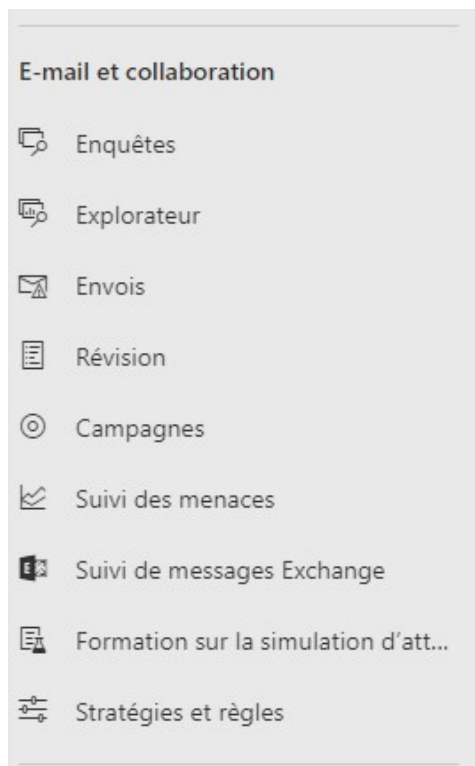 E-mail et collaboration
Enquêtes
Explorateur
Envois
Révision
Campagnes
Suivi des menaces
Suivi de messages Exchange
Formation sur la simulation d'att...
Stratégies et règles